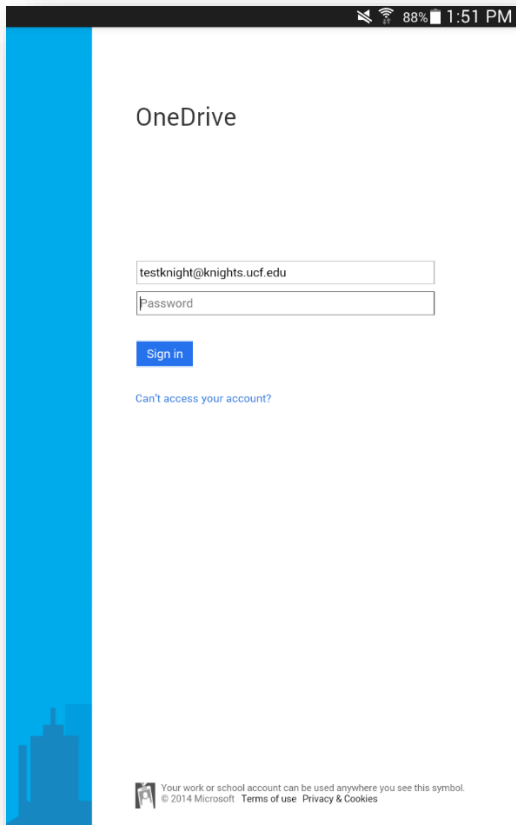 88% 1:51 PM
OneDrive
testknight@knights.ucf.edu
Password
Sign in
Can't access your account?
Your work or school account can be used anywhere you see this symbol.
© 2014 Microsoft Terms of use Privacy & Cookies